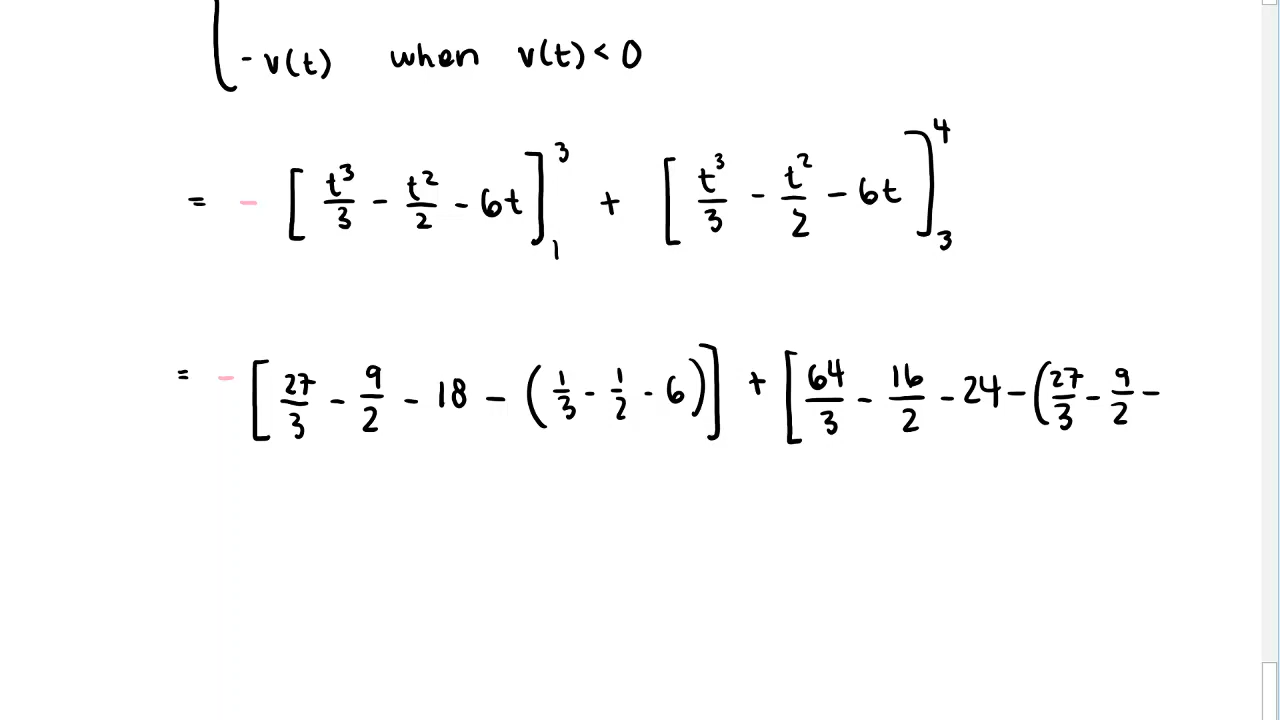 - v(t) when v(t) < 0
= - [ t³/3 - t²/2 - 6t ]₁³ + [ t³/3 - t²/2 - 6t ]₃⁴
= - [ 27/3 - 9/2 - 18 - ( 1/3 - 1/2 - 6 ) ] + [ 64/3 - 16/2 - 24 - ( 27/3 - 9/2 -